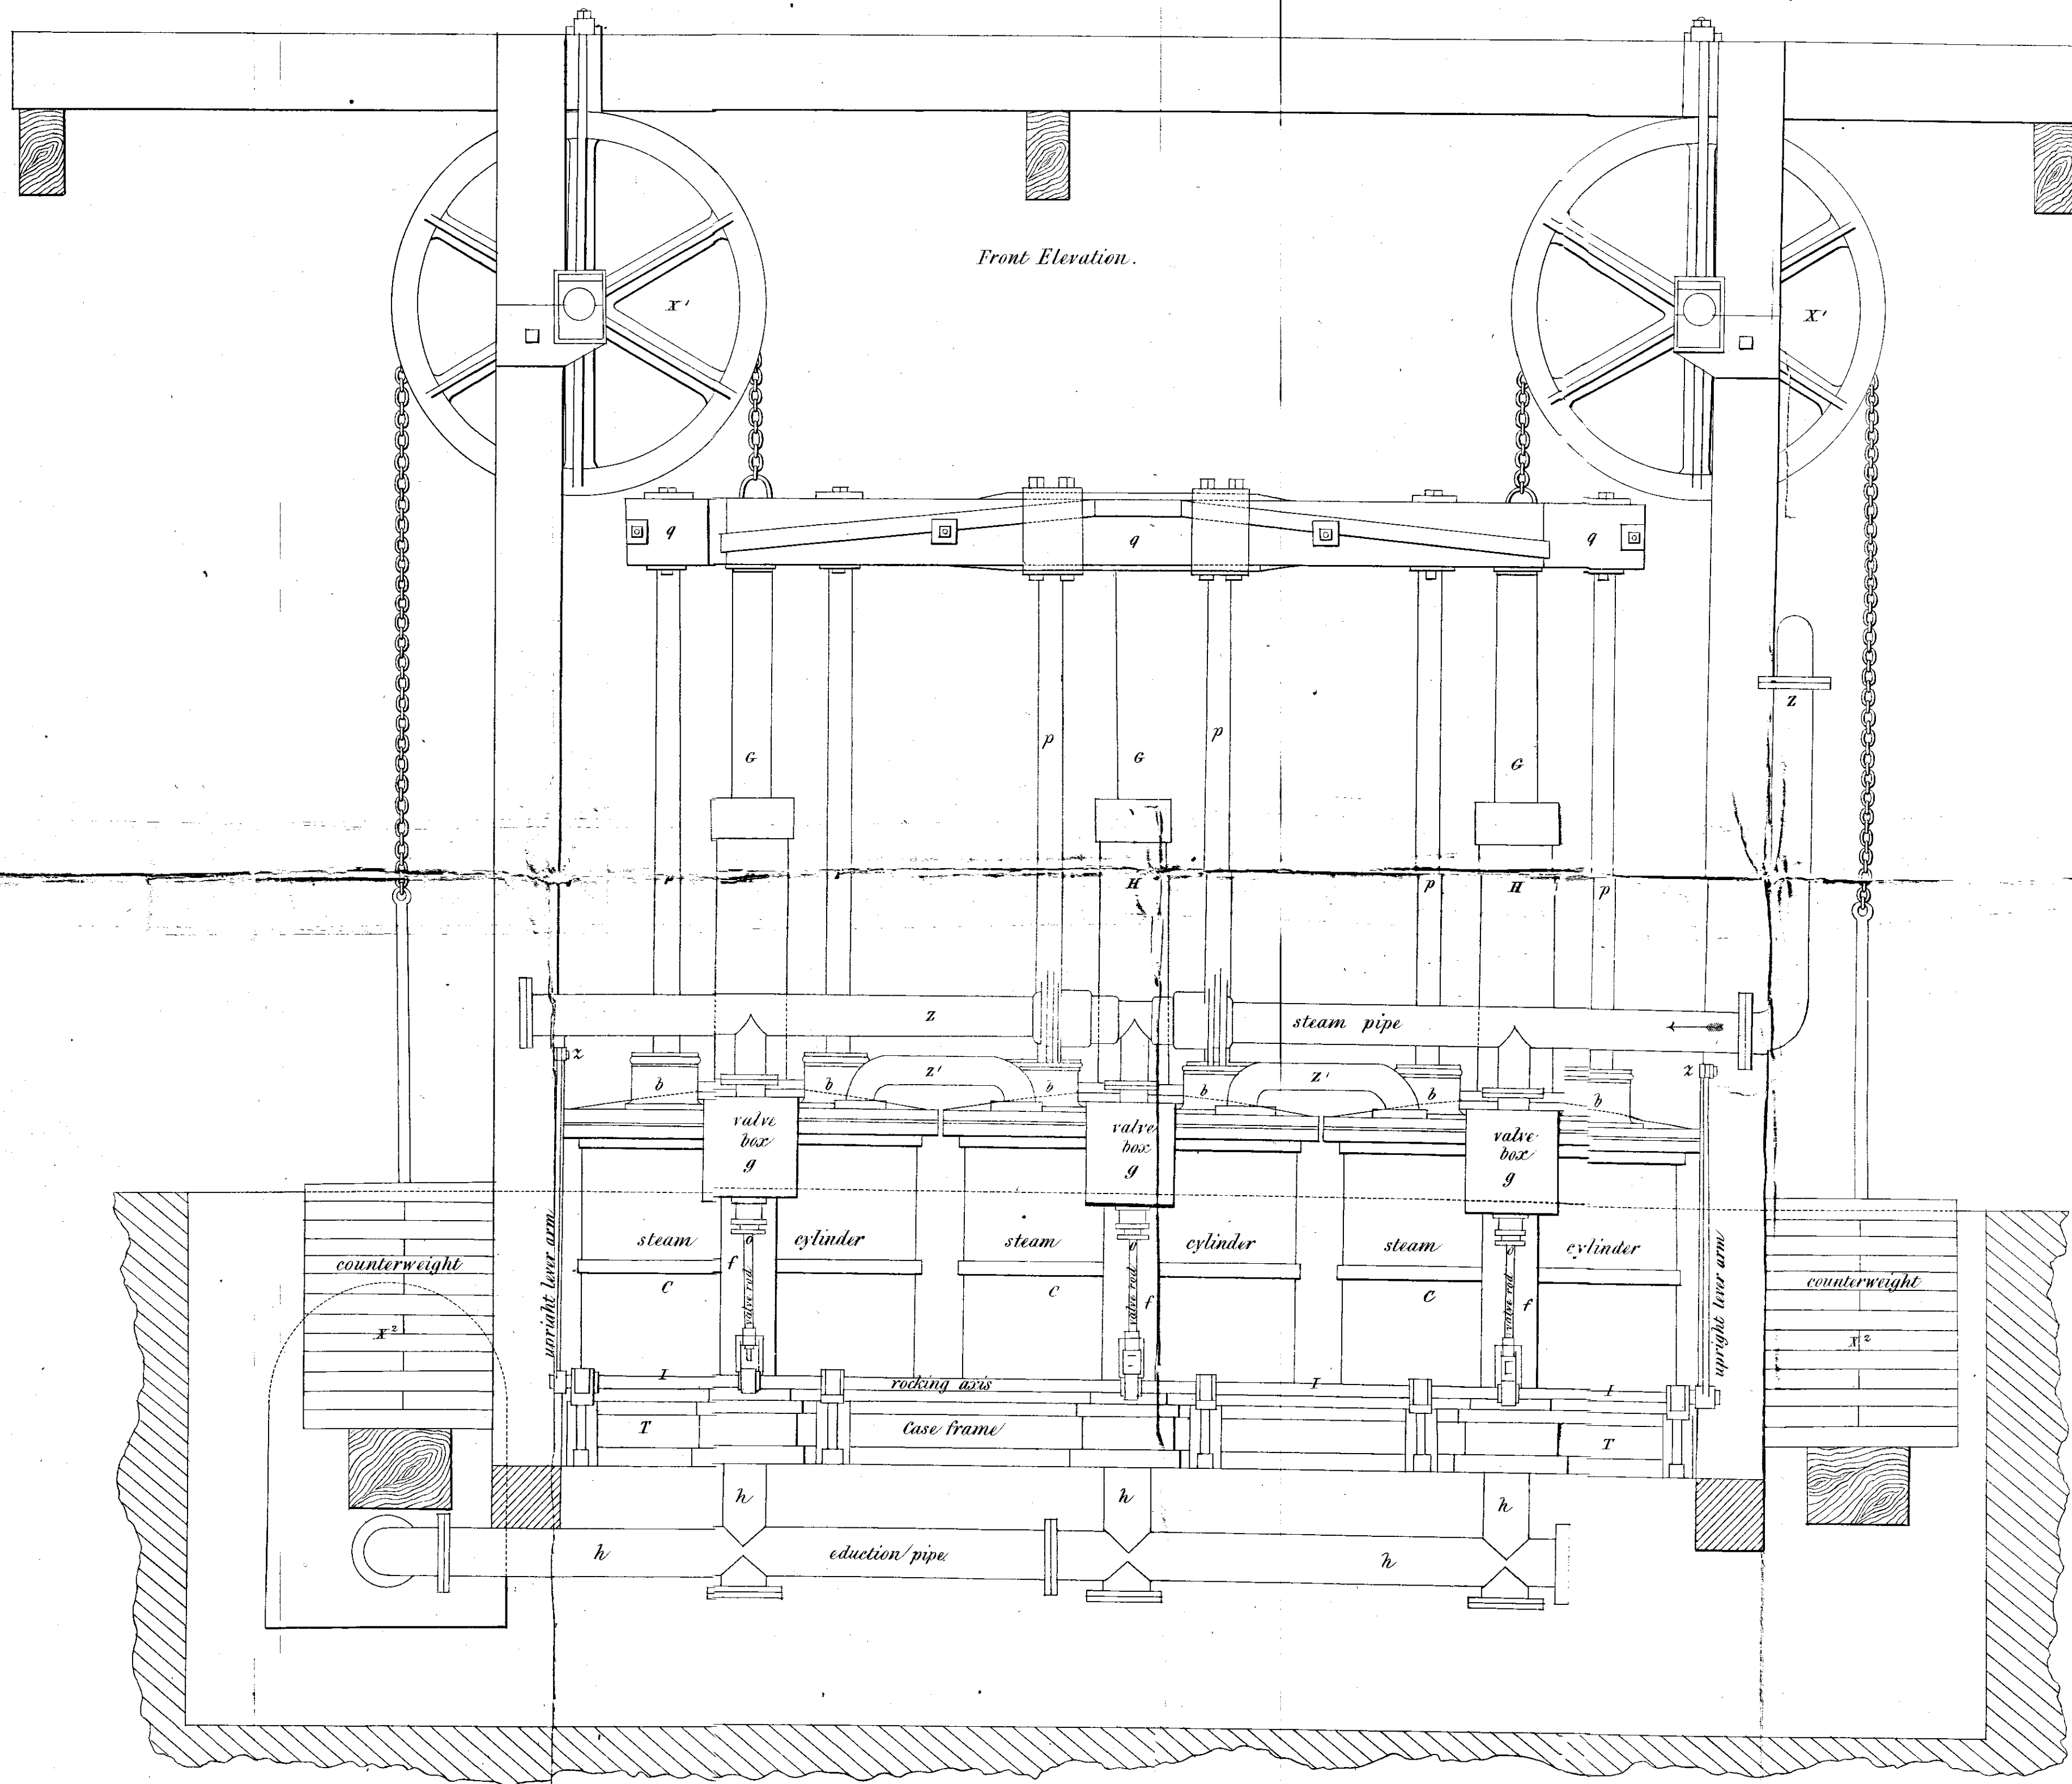 Front Elevation.
X'
X'
q
q
q
G
p
p
G
G
Z
H
p
H
p
Z
steam pipe
z
z
b
b
Z'
b
b
Z'
b
b
valve
box
g
valve
box
g
valve
box
g
steam cylinder
steam cylinder
steam cylinder
counterweight
X²
upright lever arm
C
f
o
valve rod
C
o
valve rod
f
C
o
valve rod
f
upright lever arm
counterweight
X²
I
rocking axis
I
I
T
Case frame
T
h
h
h
h
eduction pipe
h